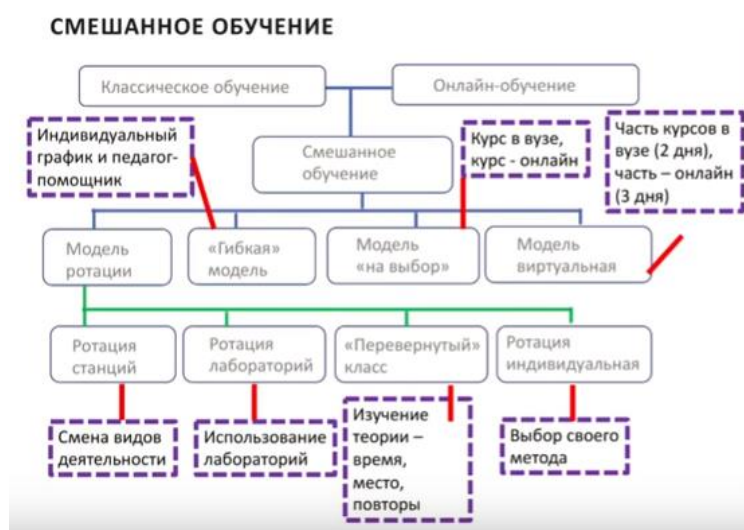 СМЕШАННОЕ ОБУЧЕНИЕ
Классическое обучение
Онлайн-обучение
Индивидуальный
график и педагог-
помощник
Смешанное
обучение
Курс в вузе,
курс - онлайн
Часть курсов в
вузе (2 дня),
часть – онлайн
(3 дня)
Модель
ротации
«Гибкая»
модель
Модель
«на выбор»
Модель
виртуальная
Ротация
станций
Ротация
лабораторий
«Перевернутый»
класс
Ротация
индивидуальная
Смена видов
деятельности
Использование
лабораторий
Изучение
теории –
время,
место,
повторы
Выбор своего
метода